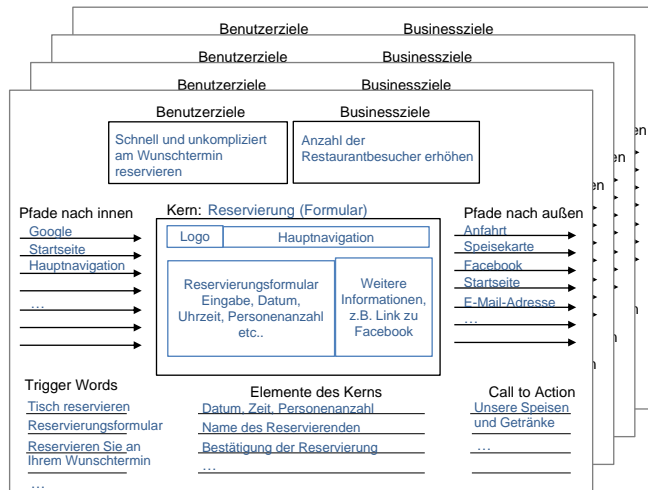 Benutzerziele Businessziele
Benutzerziele Businessziele
Benutzerziele Businessziele
Benutzerziele Businessziele
Schnell und unkompliziert
am Wunschtermin
reservieren
Anzahl der
Restaurantbesucher erhöhen
Pfade nach innen
Google
Startseite
Hauptnavigation
…
Kern: Reservierung (Formular)
Logo
Hauptnavigation
Reservierungsformular
Eingabe, Datum,
Uhrzeit, Personenanzahl
etc..
Weitere
Informationen,
z.B. Link zu
Facebook
Pfade nach außen
Anfahrt
Speisekarte
Facebook
Startseite
E-Mail-Adresse
…
Trigger Words
Tisch reservieren
Reservierungsformular
Reservieren Sie an
Ihrem Wunschtermin
…
Elemente des Kerns
Datum, Zeit, Personenanzahl
Name des Reservierenden
Bestätigung der Reservierung
…
Call to Action
Unsere Speisen
und Getränke
…